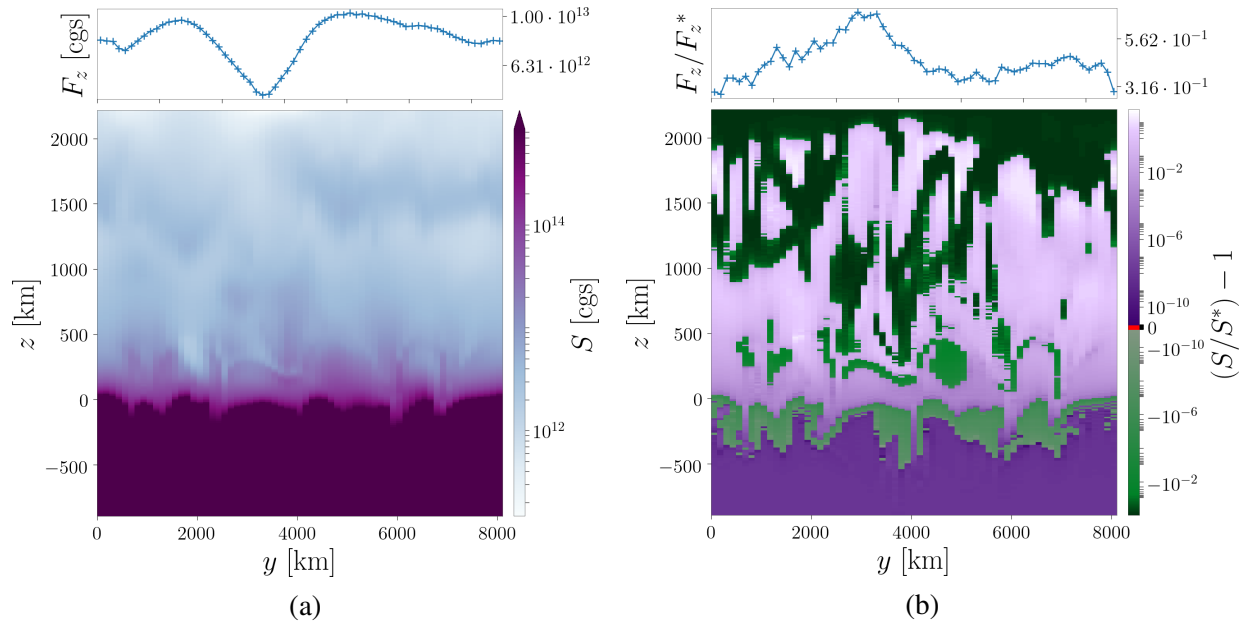 F_z [cgs]
1.00 · 10^13
6.31 · 10^12
z [km]
2000
1500
1000
500
0
−500
0
2000
4000
6000
8000
y [km]
10^14
10^12
S [cgs]
(a)
F_z/F_z*
5.62 · 10^−1
3.16 · 10^−1
z [km]
2000
1500
1000
500
0
−500
0
2000
4000
6000
8000
y [km]
10^−2
10^−6
10^−10
0
−10^−10
−10^−6
−10^−2
(S/S*) − 1
(b)